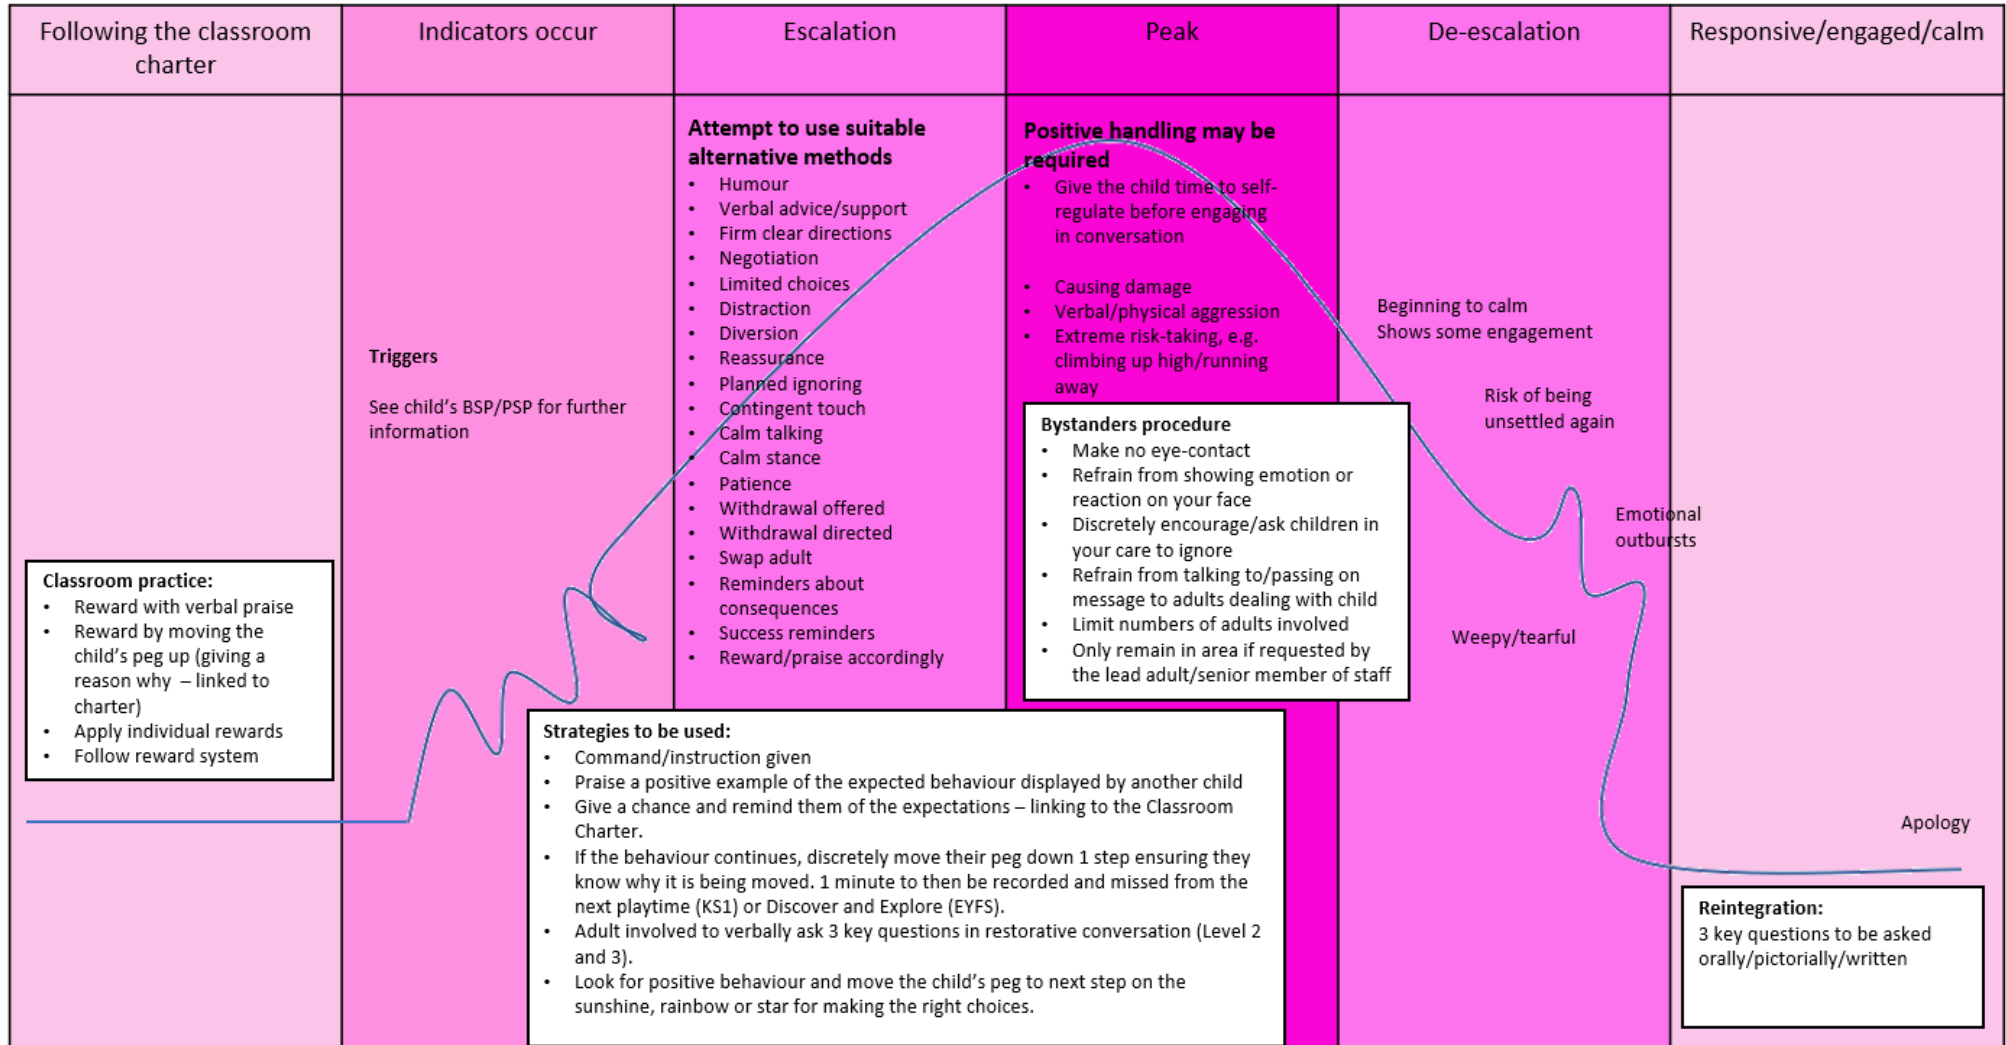 Following the classroom
charter
Indicators occur
Escalation
Peak
De-escalation
Responsive/engaged/calm
Classroom practice:
• Reward with verbal praise
• Reward by moving the
child's peg up (giving a
reason why – linked to
charter)
• Apply individual rewards
• Follow reward system
Triggers
See child's BSP/PSP for further
information
Attempt to use suitable
alternative methods
• Humour
• Verbal advice/support
• Firm clear directions
• Negotiation
• Limited choices
• Distraction
• Diversion
• Reassurance
• Planned ignoring
• Contingent touch
• Calm talking
• Calm stance
• Patience
• Withdrawal offered
• Withdrawal directed
• Swap adult
• Reminders about
consequences
• Success reminders
• Reward/praise accordingly
Positive handling may be
required
• Give the child time to self-
regulate before engaging
in conversation
• Causing damage
• Verbal/physical aggression
• Extreme risk-taking, e.g.
climbing up high/running
away
Bystanders procedure
• Make no eye-contact
• Refrain from showing emotion or
reaction on your face
• Discretely encourage/ask children in
your care to ignore
• Refrain from talking to/passing on
message to adults dealing with child
• Limit numbers of adults involved
• Only remain in area if requested by
the lead adult/senior member of staff
Strategies to be used:
• Command/instruction given
• Praise a positive example of the expected behaviour displayed by another child
• Give a chance and remind them of the expectations – linking to the Classroom
Charter.
• If the behaviour continues, discretely move their peg down 1 step ensuring they
know why it is being moved. 1 minute to then be recorded and missed from the
next playtime (KS1) or Discover and Explore (EYFS).
• Adult involved to verbally ask 3 key questions in restorative conversation (Level 2
and 3).
• Look for positive behaviour and move the child's peg to next step on the
sunshine, rainbow or star for making the right choices.
Beginning to calm
Shows some engagement
Risk of being
unsettled again
Emotional
outbursts
Weepy/tearful
Apology
Reintegration:
3 key questions to be asked
orally/pictorially/written